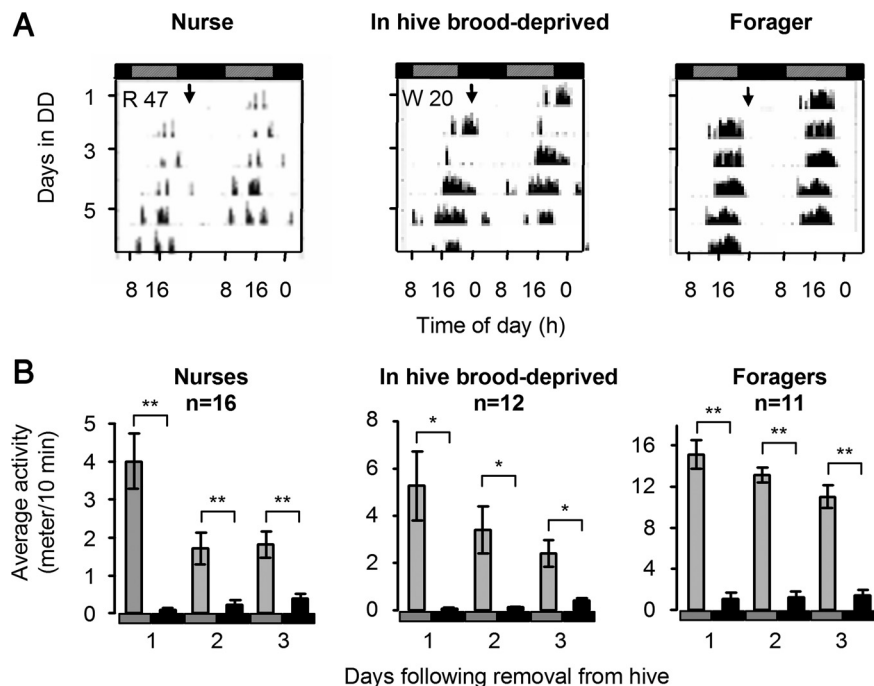 A
Nurse
In hive brood-deprived
Forager
Days in DD
1
3
5
R 47
W 20
8 16 8 16 0
8 16 0 8 16 0
8 16 8 16 0
Time of day (h)
B
Nurses
n=16
In hive brood-deprived
n=12
Foragers
n=11
Average activity
(meter/10 min)
5
4
3
2
1
0
** ** **
1 2 3
8
6
4
2
0
* * *
1 2 3
16
12
8
4
0
** ** **
1 2 3
Days following removal from hive